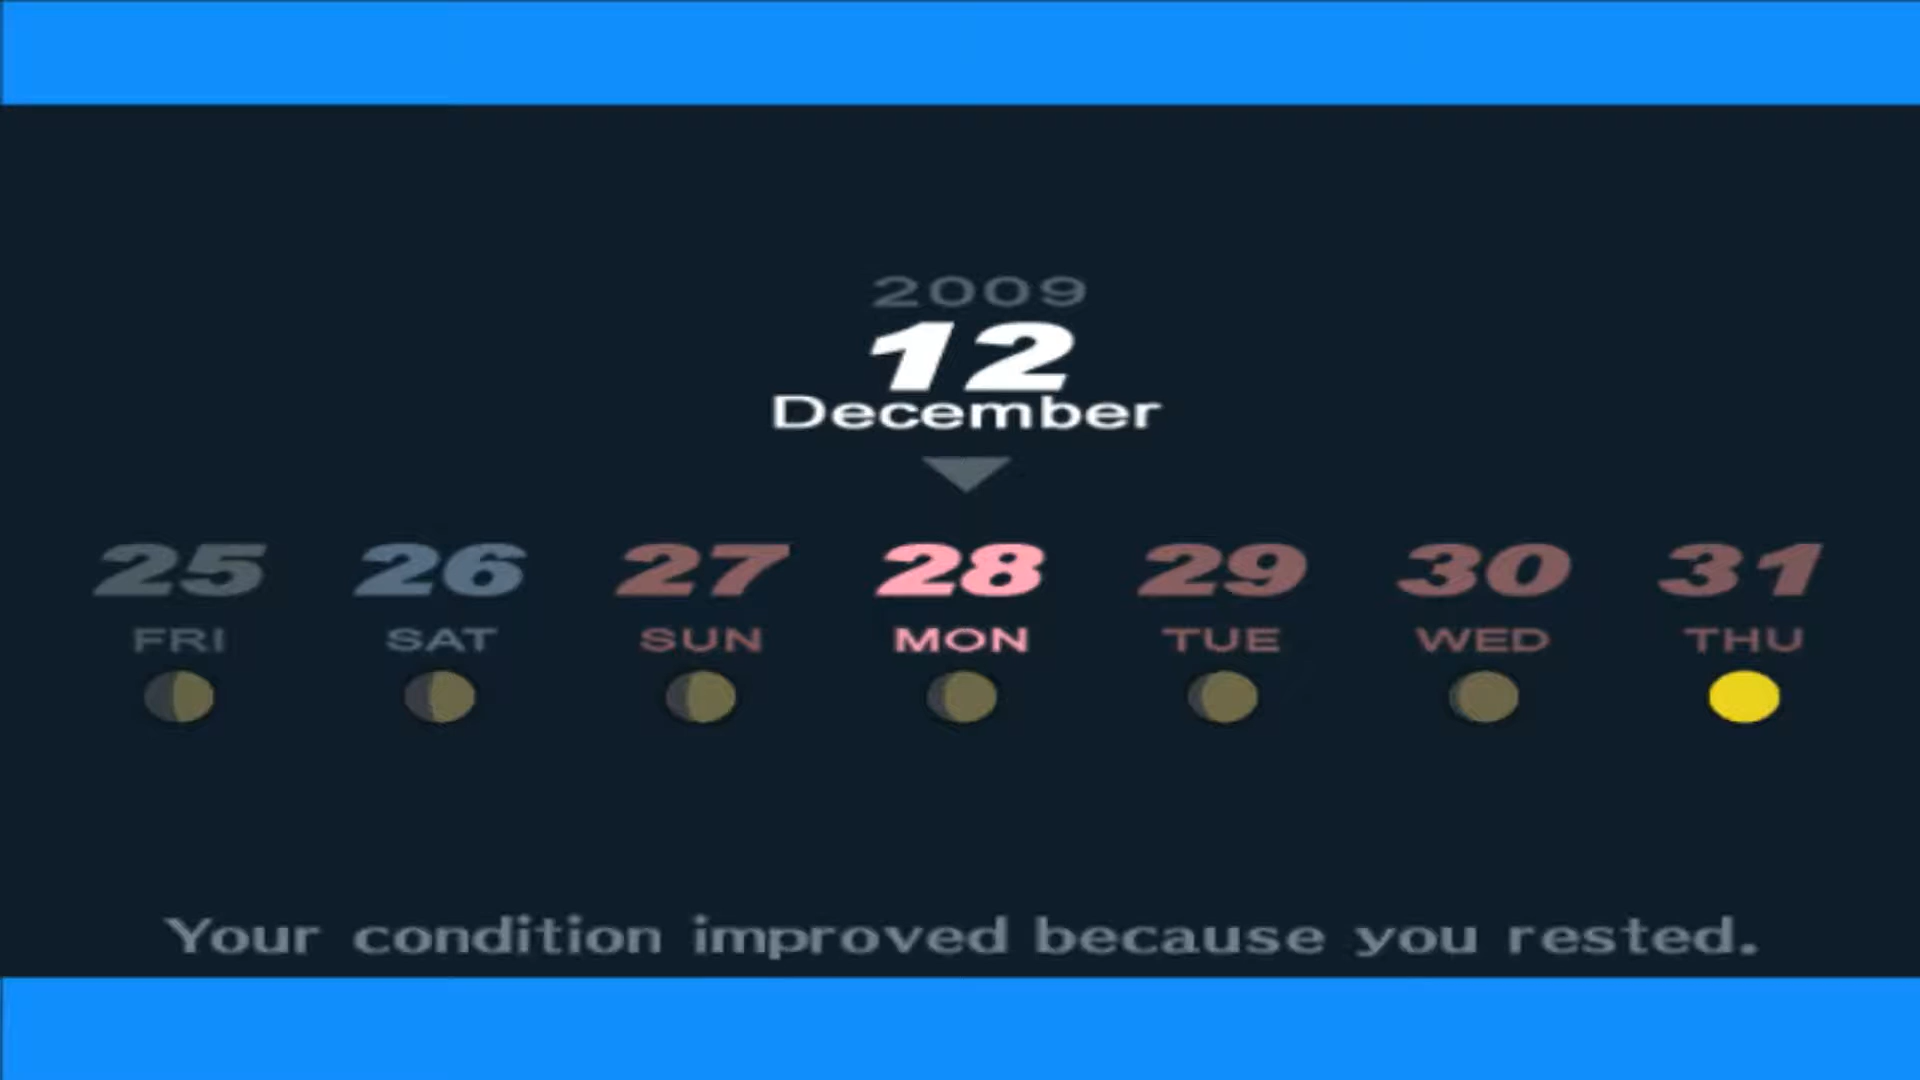 2009
12
December
25 26 27 28 29 30 31
FRI SAT SUN MON TUE WED THU
Your condition improved because you rested.